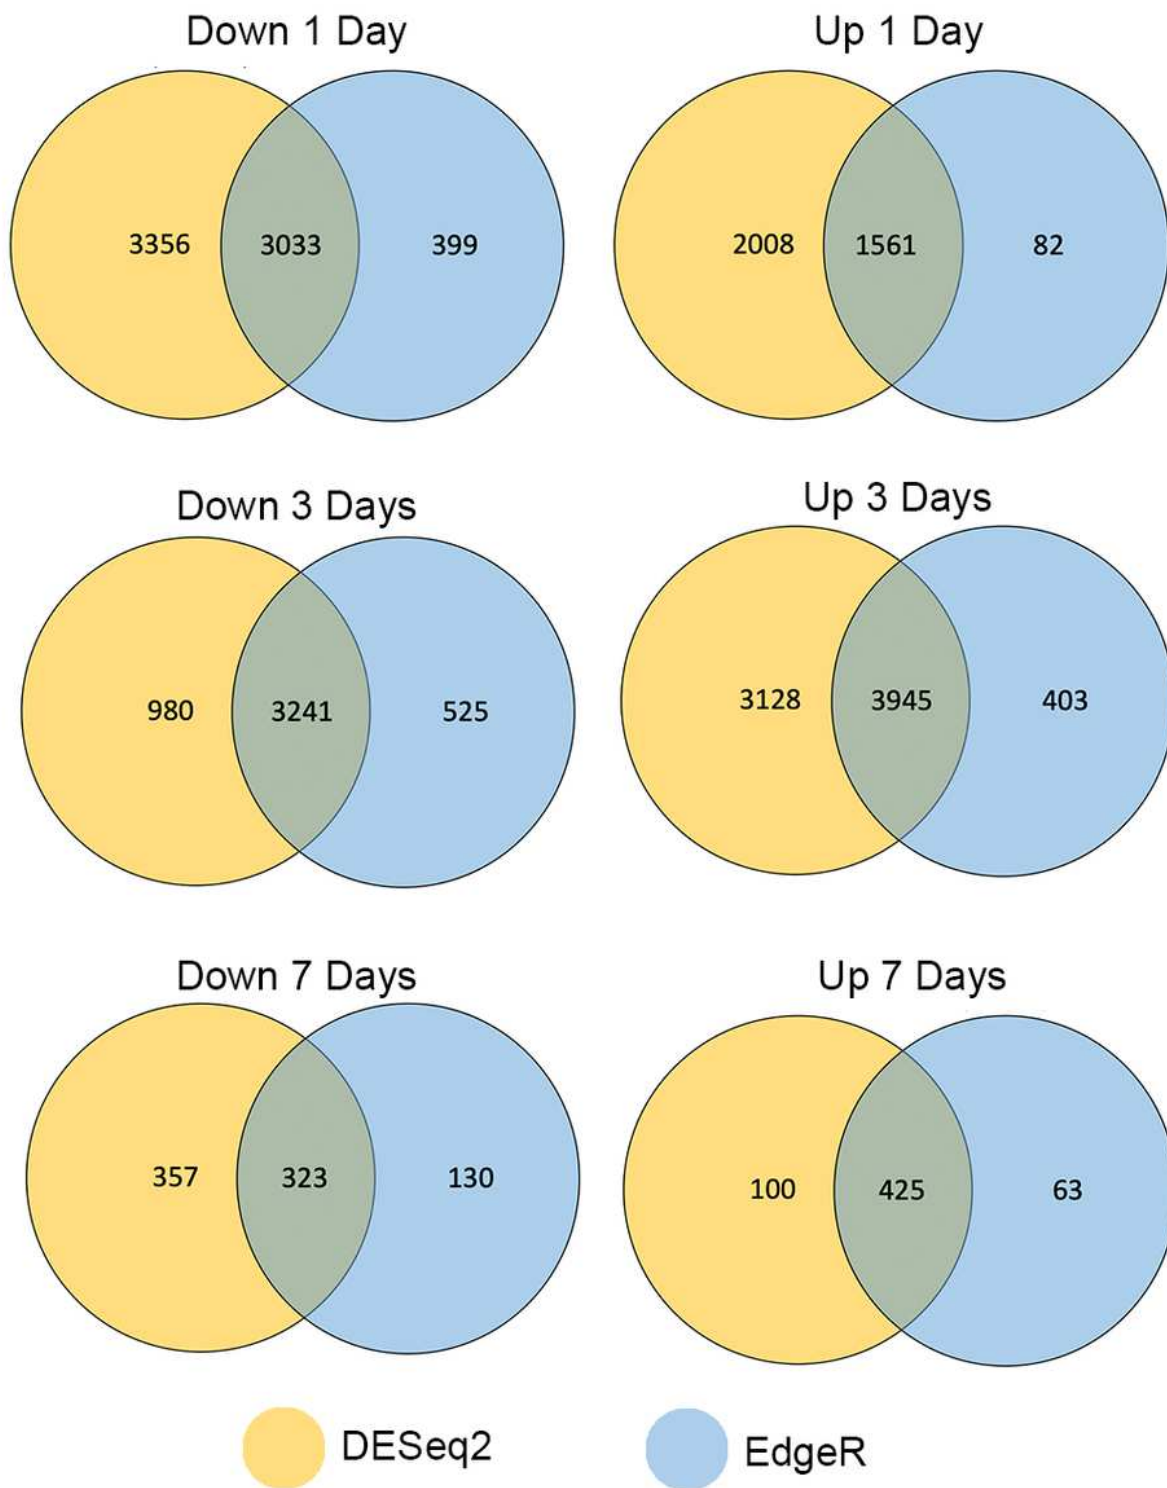 Down 1 Day
Up 1 Day
3356 3033 399
2008 1561 82
Down 3 Days
Up 3 Days
980 3241 525
3128 3945 403
Down 7 Days
Up 7 Days
357 323 130
100 425 63
DESeq2
EdgeR